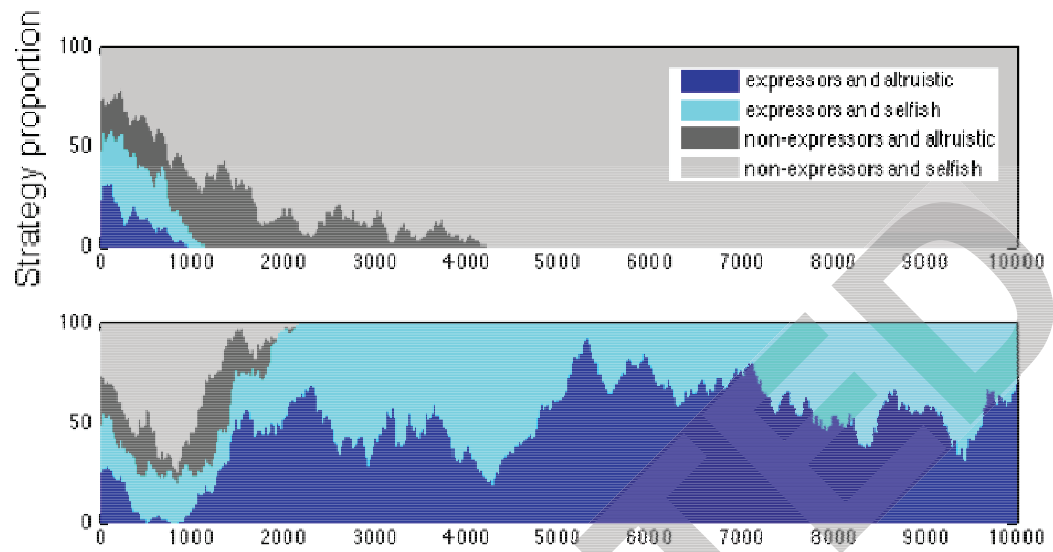 Strategy proportion
100
50
0
expressors and altruistic
expressors and selfish
non-expressors and altruistic
non-expressors and selfish
0 1000 2000 3000 4000 5000 6000 7000 8000 9000 10000
100
50
0
0 1000 2000 3000 4000 5000 6000 7000 8000 9000 10000
TED